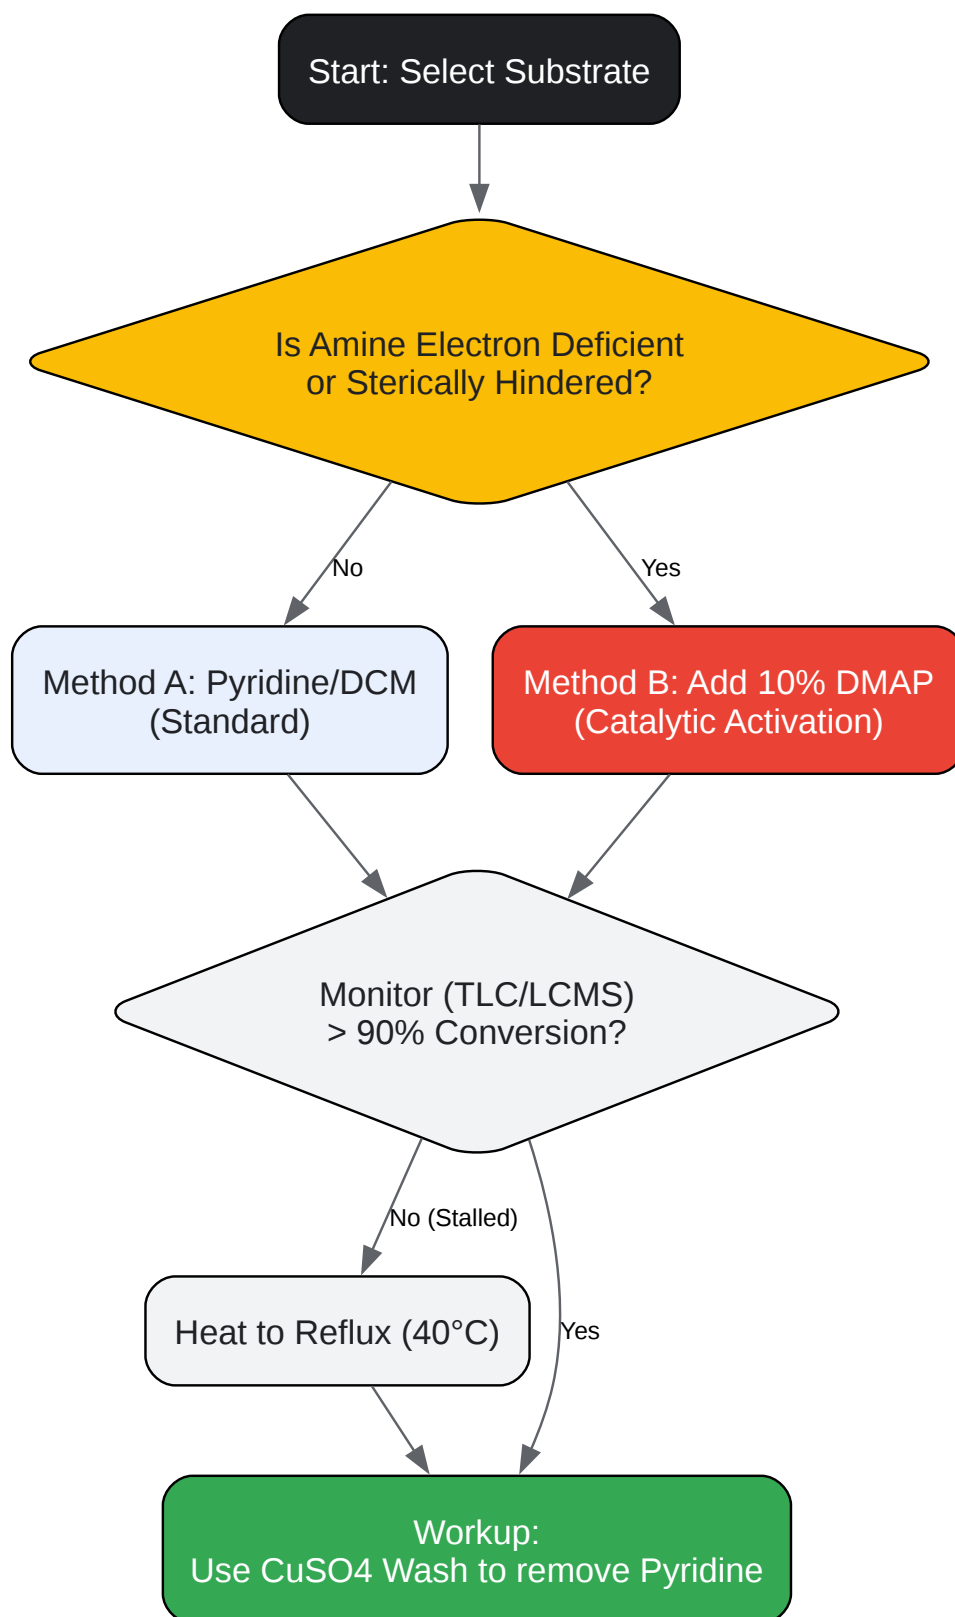 Start: Select Substrate
Is Amine Electron Deficient
or Sterically Hindered?
No
Yes
Method A: Pyridine/DCM
(Standard)
Method B: Add 10% DMAP
(Catalytic Activation)
Monitor (TLC/LCMS)
> 90% Conversion?
No (Stalled)
Heat to Reflux (40°C)
Yes
Workup:
Use CuSO4 Wash to remove Pyridine